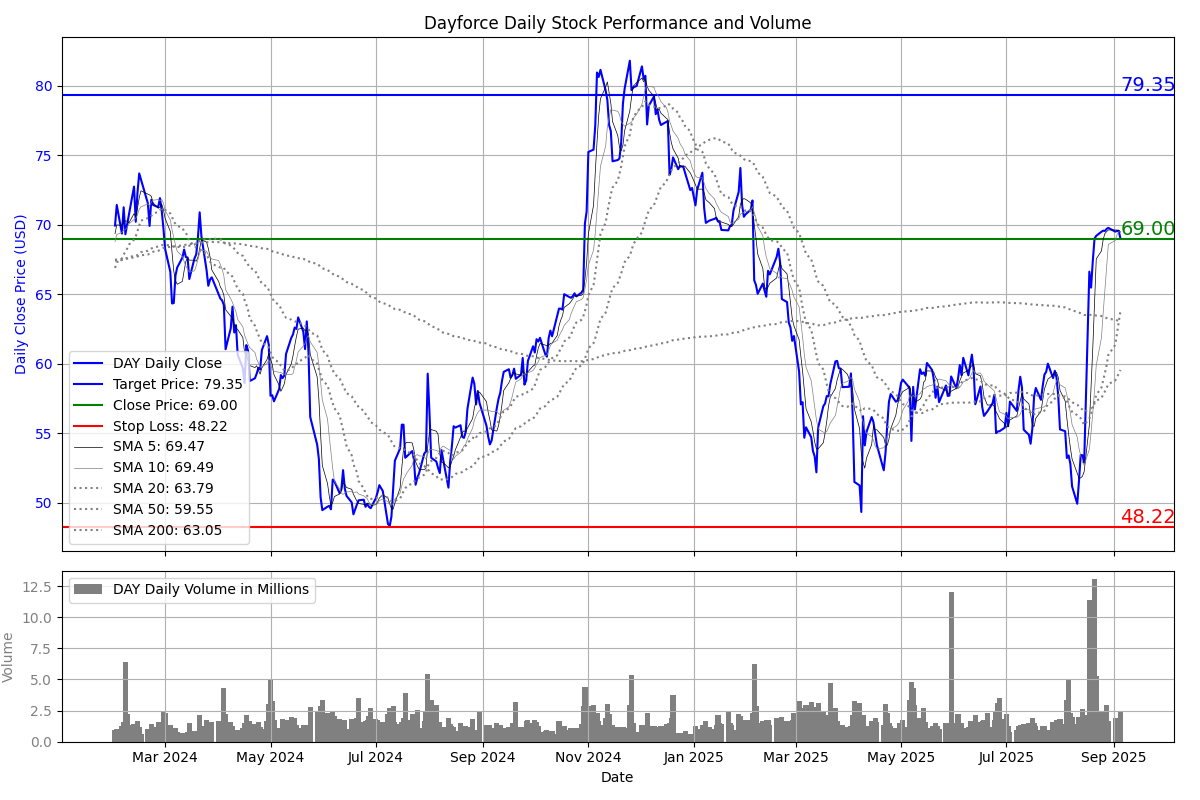 Dayforce Daily Stock Performance and Volume
Daily Close Price (USD)
80
75
70
65
60
55
50
79.35
69.00
48.22
DAY Daily Close
Target Price: 79.35
Close Price: 69.00
Stop Loss: 48.22
SMA 5: 69.47
SMA 10: 69.49
SMA 20: 63.79
SMA 50: 59.55
SMA 200: 63.05
Volume
12.5
10.0
7.5
5.0
2.5
0.0
DAY Daily Volume in Millions
Mar 2024 May 2024 Jul 2024 Sep 2024 Nov 2024 Jan 2025 Mar 2025 May 2025 Jul 2025 Sep 2025
Date